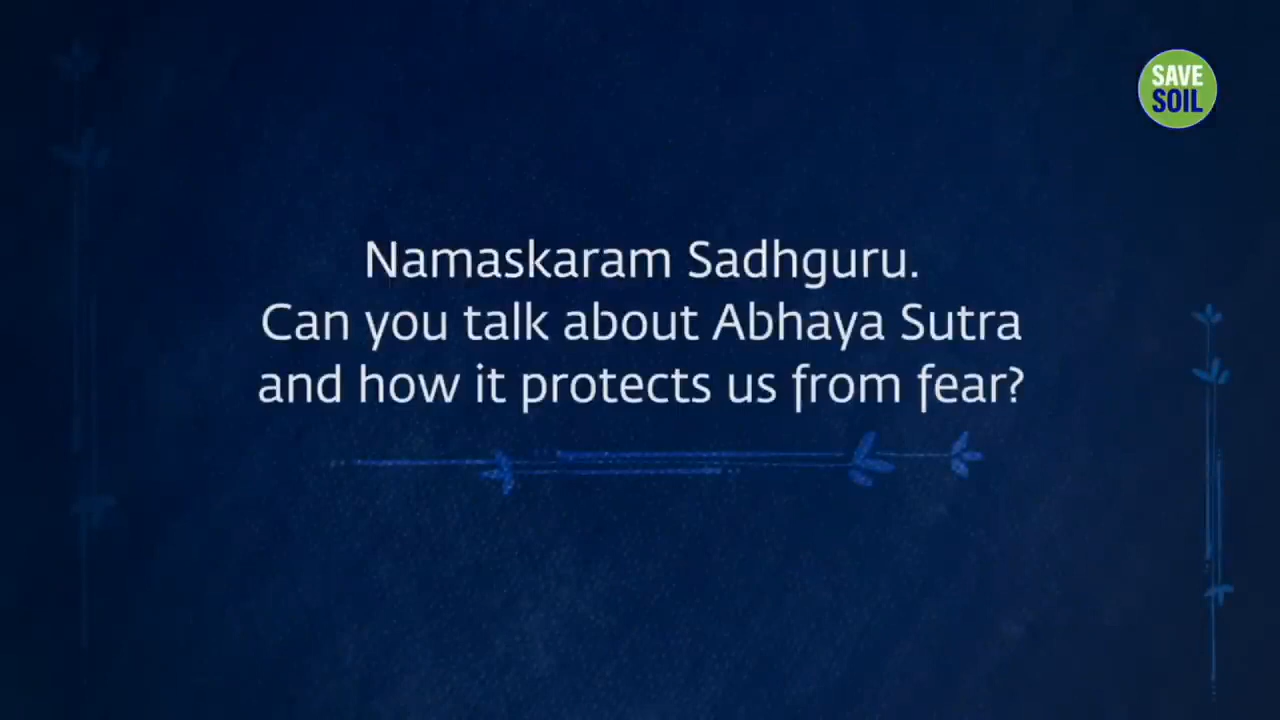 SAVE
SOIL
Namaskaram Sadhguru.
Can you talk about Abhaya Sutra
and how it protects us from fear?